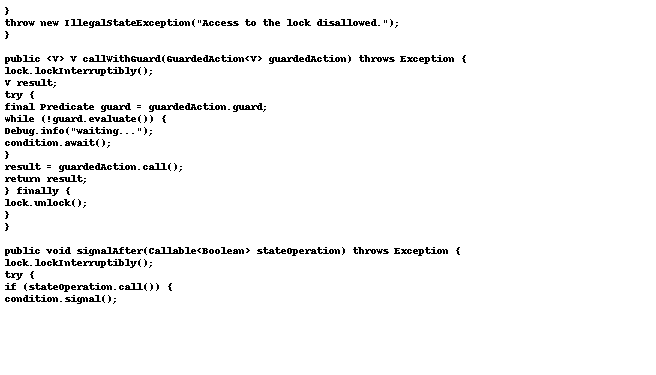 }
throw new IllegalStateException("Access to the lock disallowed.");
}
public <V> V callWithGuard(GuardedAction<V> guardedAction) throws Exception {
lock.lockInterruptibly();
V result;
try {
final Predicate guard = guardedAction.guard;
while (!guard.evaluate()) {
Debug.info("waiting...");
condition.await();
}
result = guardedAction.call();
return result;
} finally {
lock.unlock();
}
}
public void signalAfter(Callable<Boolean> stateOperation) throws Exception {
lock.lockInterruptibly();
try {
if (stateOperation.call()) {
condition.signal();